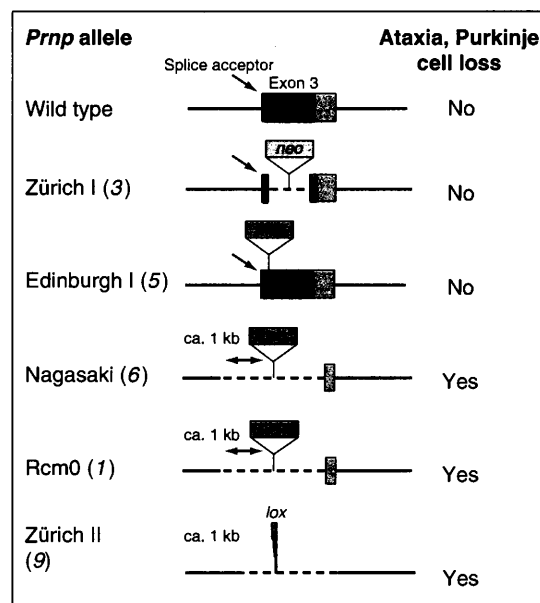 Prnp allele
Ataxia, Purkinje
cell loss
Splice acceptor
Exon 3
Wild type
No
neo
Zürich I (3)
No
Edinburgh I (5)
No
ca. 1 kb
Nagasaki (6)
Yes
ca. 1 kb
Rcm0 (1)
Yes
lox
Zürich II
ca. 1 kb
(9)
Yes